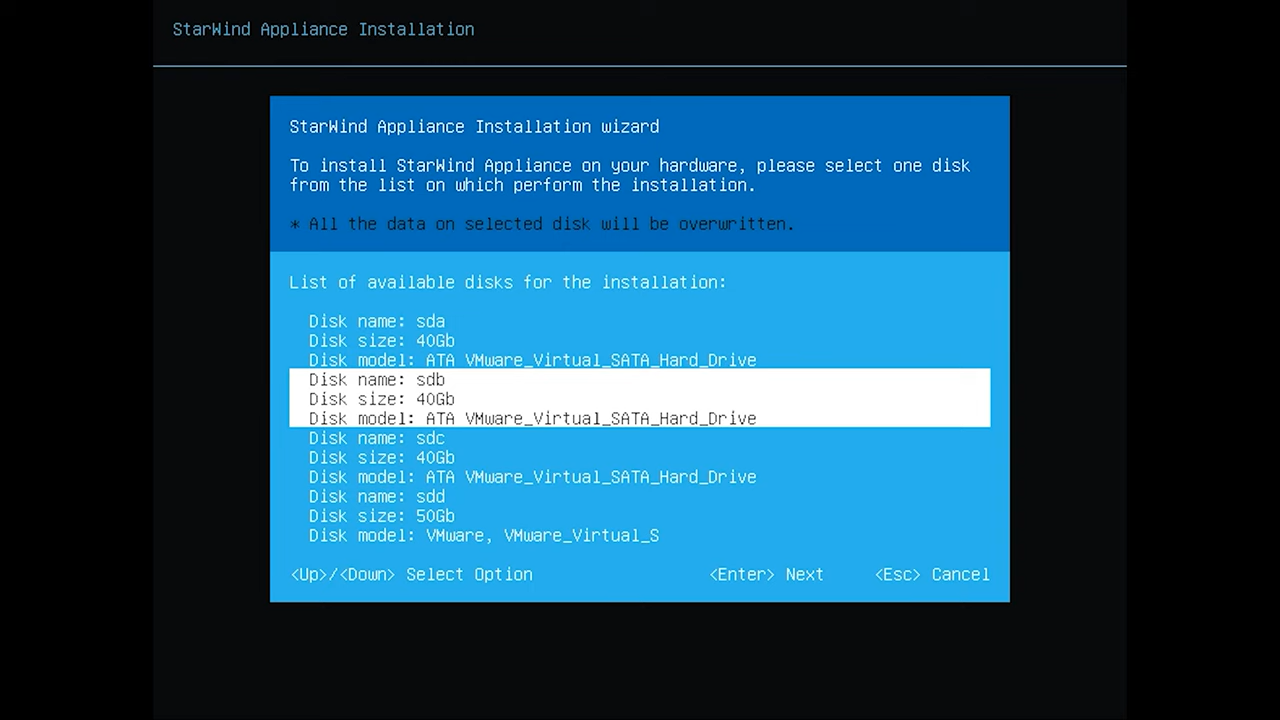 StarWind Appliance Installation
StarWind Appliance Installation wizard
To install StarWind Appliance on your hardware, please select one disk
from the list on which perform the installation.
* All the data on selected disk will be overwritten.
List of available disks for the installation:
Disk name: sda
Disk size: 40Gb
Disk model: ATA VMware_Virtual_SATA_Hard_Drive
Disk name: sdb
Disk size: 40Gb
Disk model: ATA VMware_Virtual_SATA_Hard_Drive
Disk name: sdc
Disk size: 40Gb
Disk model: ATA VMware_Virtual_SATA_Hard_Drive
Disk name: sdd
Disk size: 50Gb
Disk model: VMware, VMware_Virtual_S
<Up>/<Down> Select Option <Enter> Next <Esc> Cancel